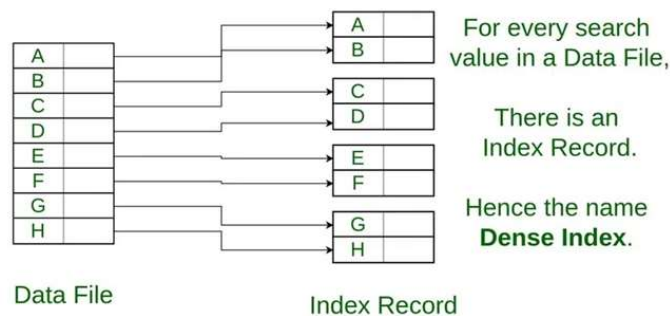 A
B
C
D
E
F
G
H
Data File
A
B
C
D
E
F
G
H
Index Record
For every search
value in a Data File,
There is an
Index Record.
Hence the name
Dense Index.